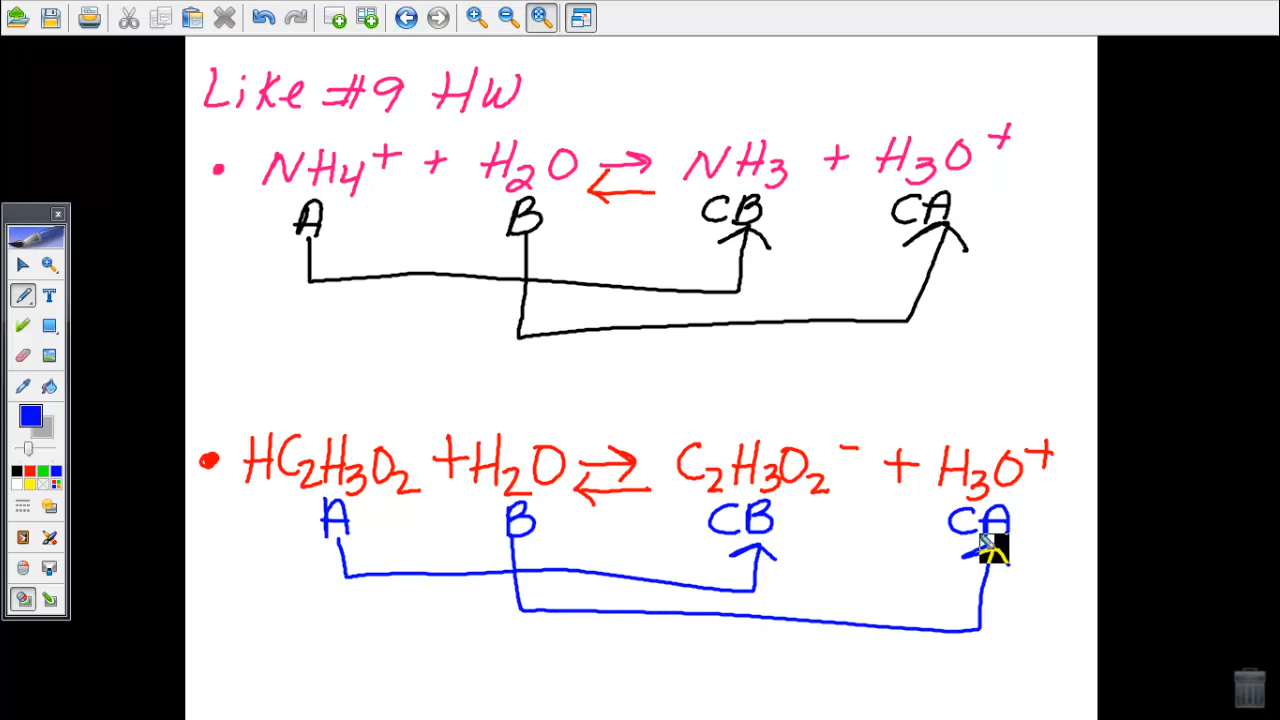 Like #9 HW
• NH4+ + H2O ⇄ NH3 + H3O+
A B CB CA
• HC2H3O2 + H2O ⇄ C2H3O2- + H3O+
A B CB CA